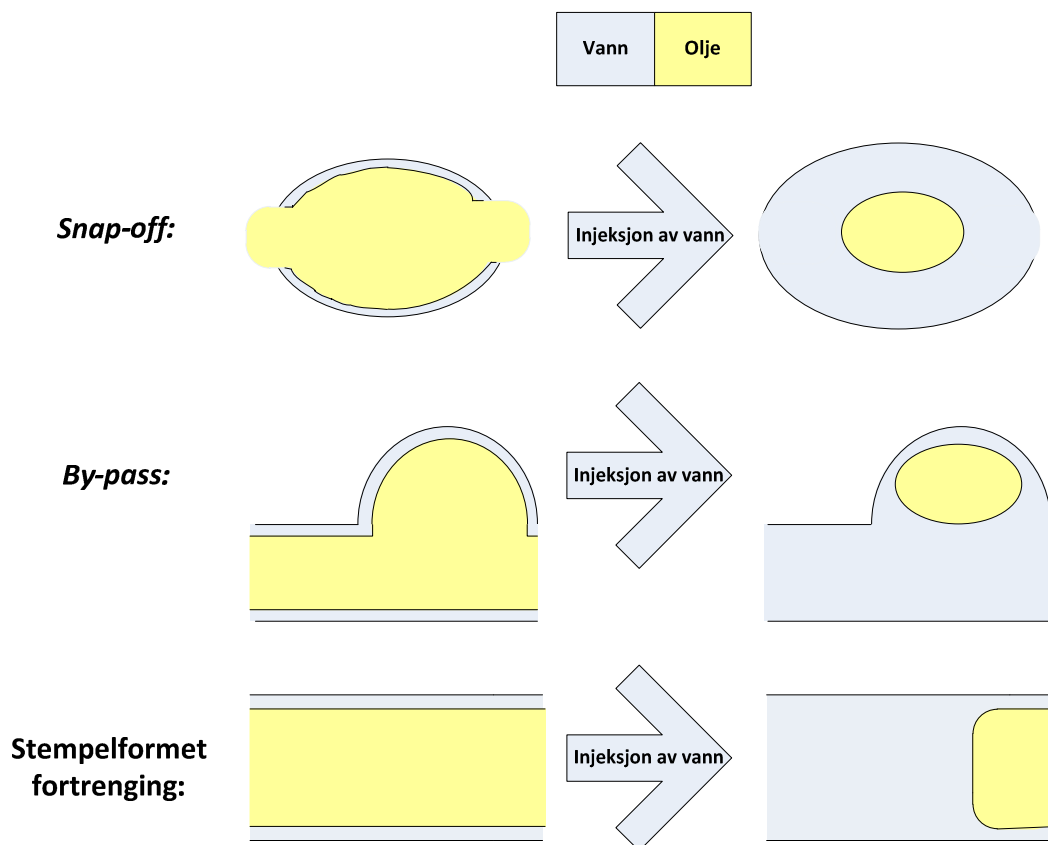 Vann
Olje
Snap-off:
Injeksjon av vann
By-pass:
Injeksjon av vann
Stempelformet
fortrenging:
Injeksjon av vann